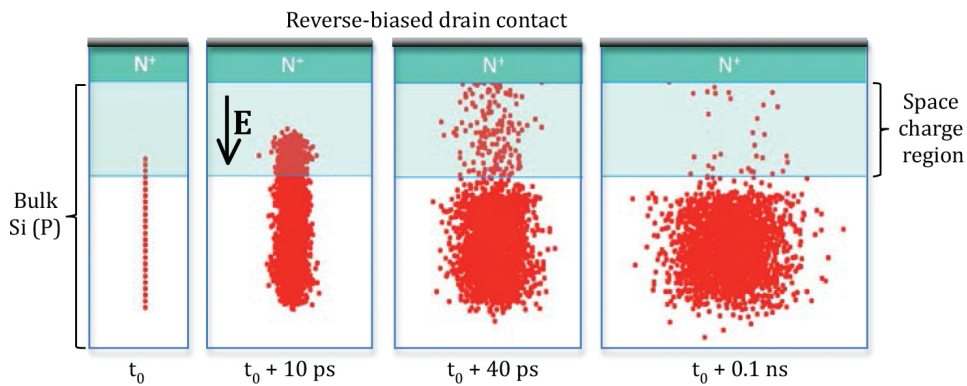 Reverse-biased drain contact
N⁺
N⁺
N⁺
N⁺
E
Bulk
Si (P)
Space
charge
region
t₀
t₀ + 10 ps
t₀ + 40 ps
t₀ + 0.1 ns